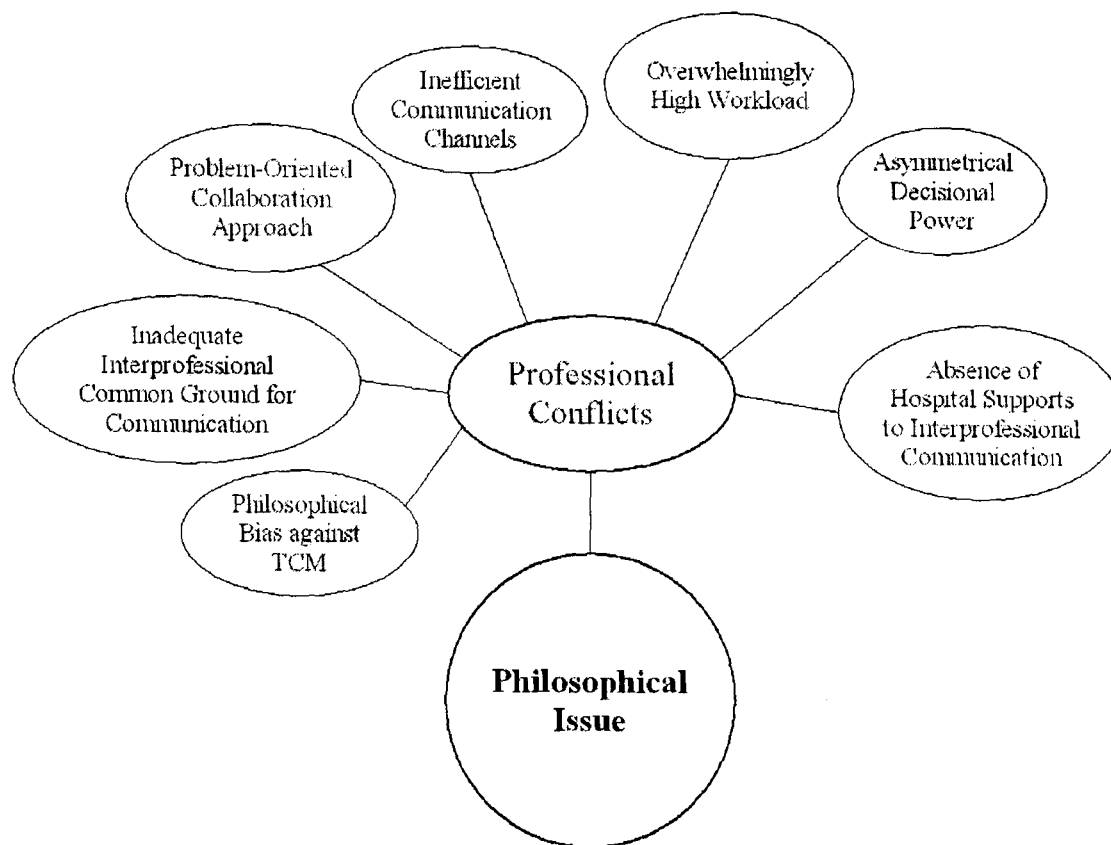 Overwhelmingly
High Workload
Inefficient
Communication
Channels
Problem-Oriented
Collaboration
Approach
Asymmetrical
Decisional
Power
Inadequate
Interprofessional
Common Ground for
Communication
Professional
Conflicts
Absence of
Hospital Supports
to Interprofessional
Communication
Philosophical
Bias against
TCM
Philosophical
Issue